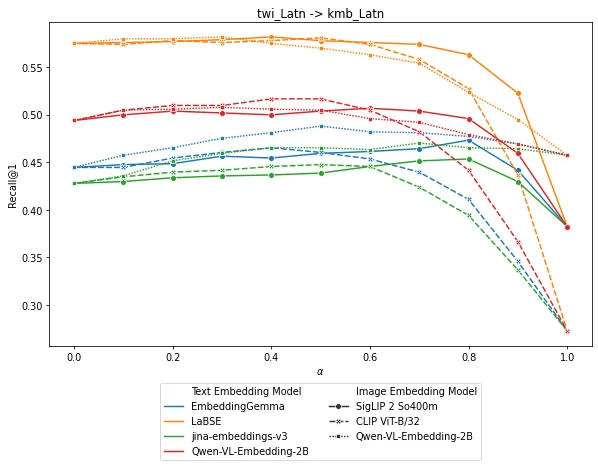 twi_Latn -> kmb_Latn
Recall@1
0.55
0.50
0.45
0.40
0.35
0.30
0.0 0.2 0.4 0.6 0.8 1.0
α
Text Embedding Model
EmbeddingGemma
LaBSE
jina-embeddings-v3
Qwen-VL-Embedding-2B
Image Embedding Model
SigLIP 2 So400m
CLIP ViT-B/32
Qwen-VL-Embedding-2B